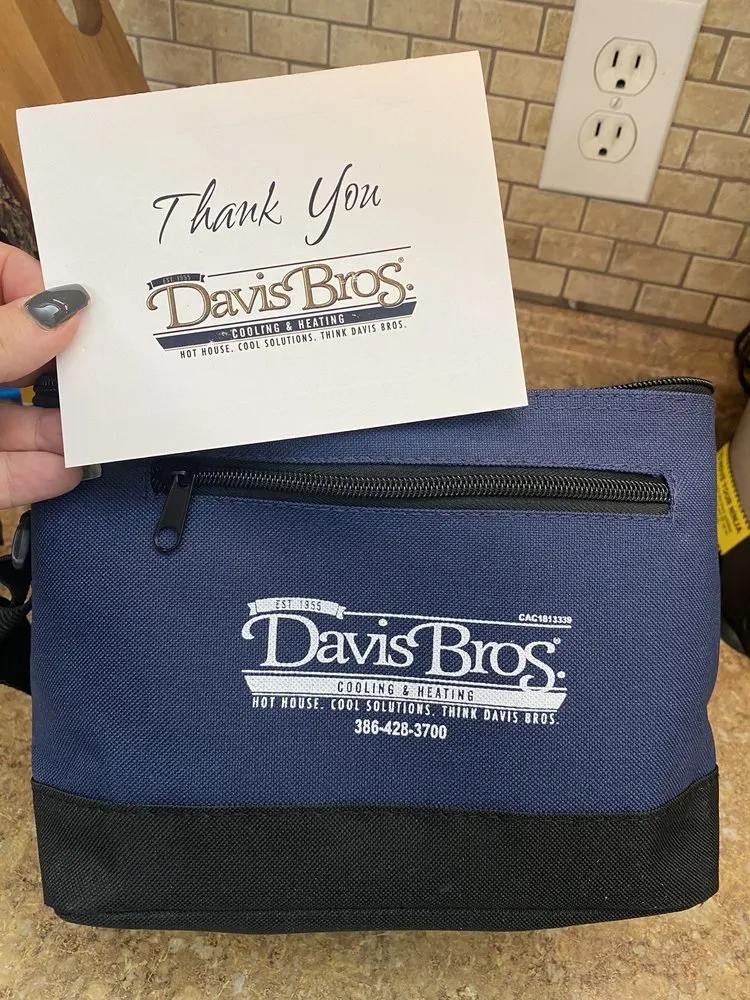 Thank You
EST 1955
Davis Bros.®
COOLING & HEATING
HOT HOUSE. COOL SOLUTIONS. THINK DAVIS BROS.
EST 1955
CAC1813339
Davis Bros.®
COOLING & HEATING
HOT HOUSE. COOL SOLUTIONS. THINK DAVIS BROS.
386-428-3700